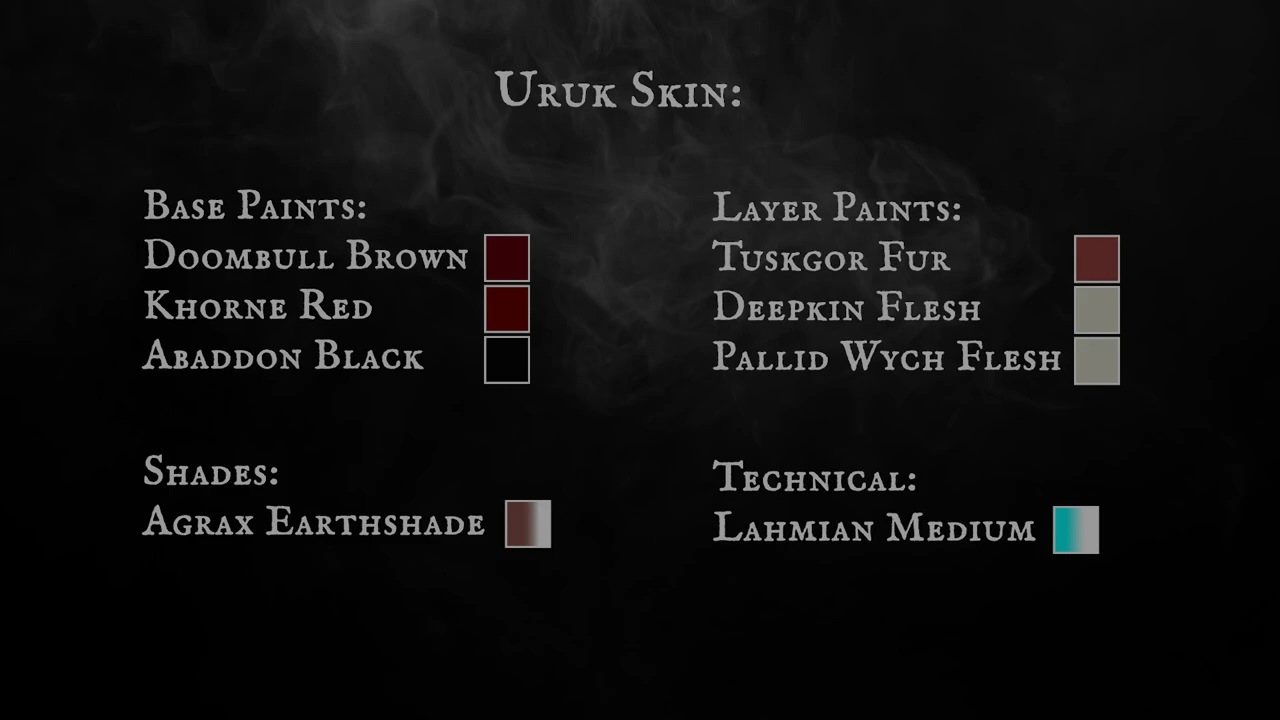 Uruk Skin:
Base Paints:
Doombull Brown
Khorne Red
Abaddon Black
Layer Paints:
Tuskgor Fur
Deepkin Flesh
Pallid Wych Flesh
Shades:
Agrax Earthshade
Technical:
Lahmian Medium